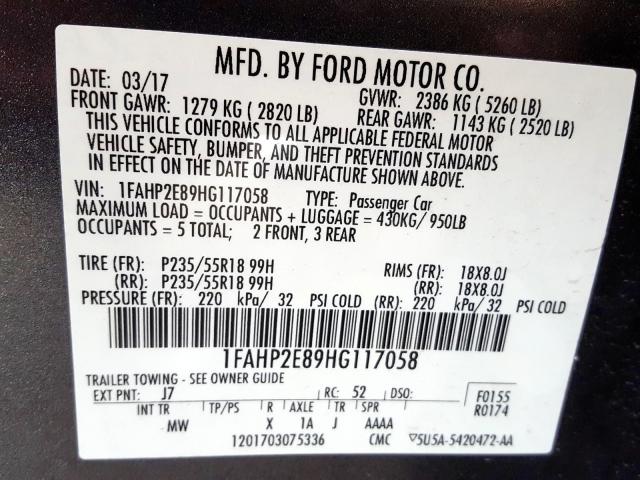 MFD. BY FORD MOTOR CO.
DATE: 03/17 GVWR: 2386 KG ( 5260 LB)
FRONT GAWR: 1279 KG ( 2820 LB) REAR GAWR: 1143 KG ( 2520 LB)
THIS VEHICLE CONFORMS TO ALL APPLICABLE FEDERAL MOTOR
VEHICLE SAFETY, BUMPER, AND THEFT PREVENTION STANDARDS
IN EFFECT ON THE DATE OF MANUFACTURE SHOWN ABOVE.
VIN: 1FAHP2E89HG117058 TYPE: Passenger Car
MAXIMUM LOAD = OCCUPANTS + LUGGAGE = 430KG/ 950LB
OCCUPANTS = 5 TOTAL; 2 FRONT, 3 REAR
TIRE (FR): P235/55R18 99H RIMS (FR): 18X8.0J
(RR): P235/55R18 99H (RR): 18X8.0J
PRESSURE (FR): 220 kPa/ 32 PSI COLD (RR): 220 kPa/ 32 PSI COLD
1FAHP2E89HG117058
TRAILER TOWING - SEE OWNER GUIDE
EXT PNT: J7 RC: 52 DSO: F0155
INT TR TP/PS R AXLE TR SPR R0174
MW X 1A J AAAA
1201703075336 CMC ▽5U5A-5420472-AA